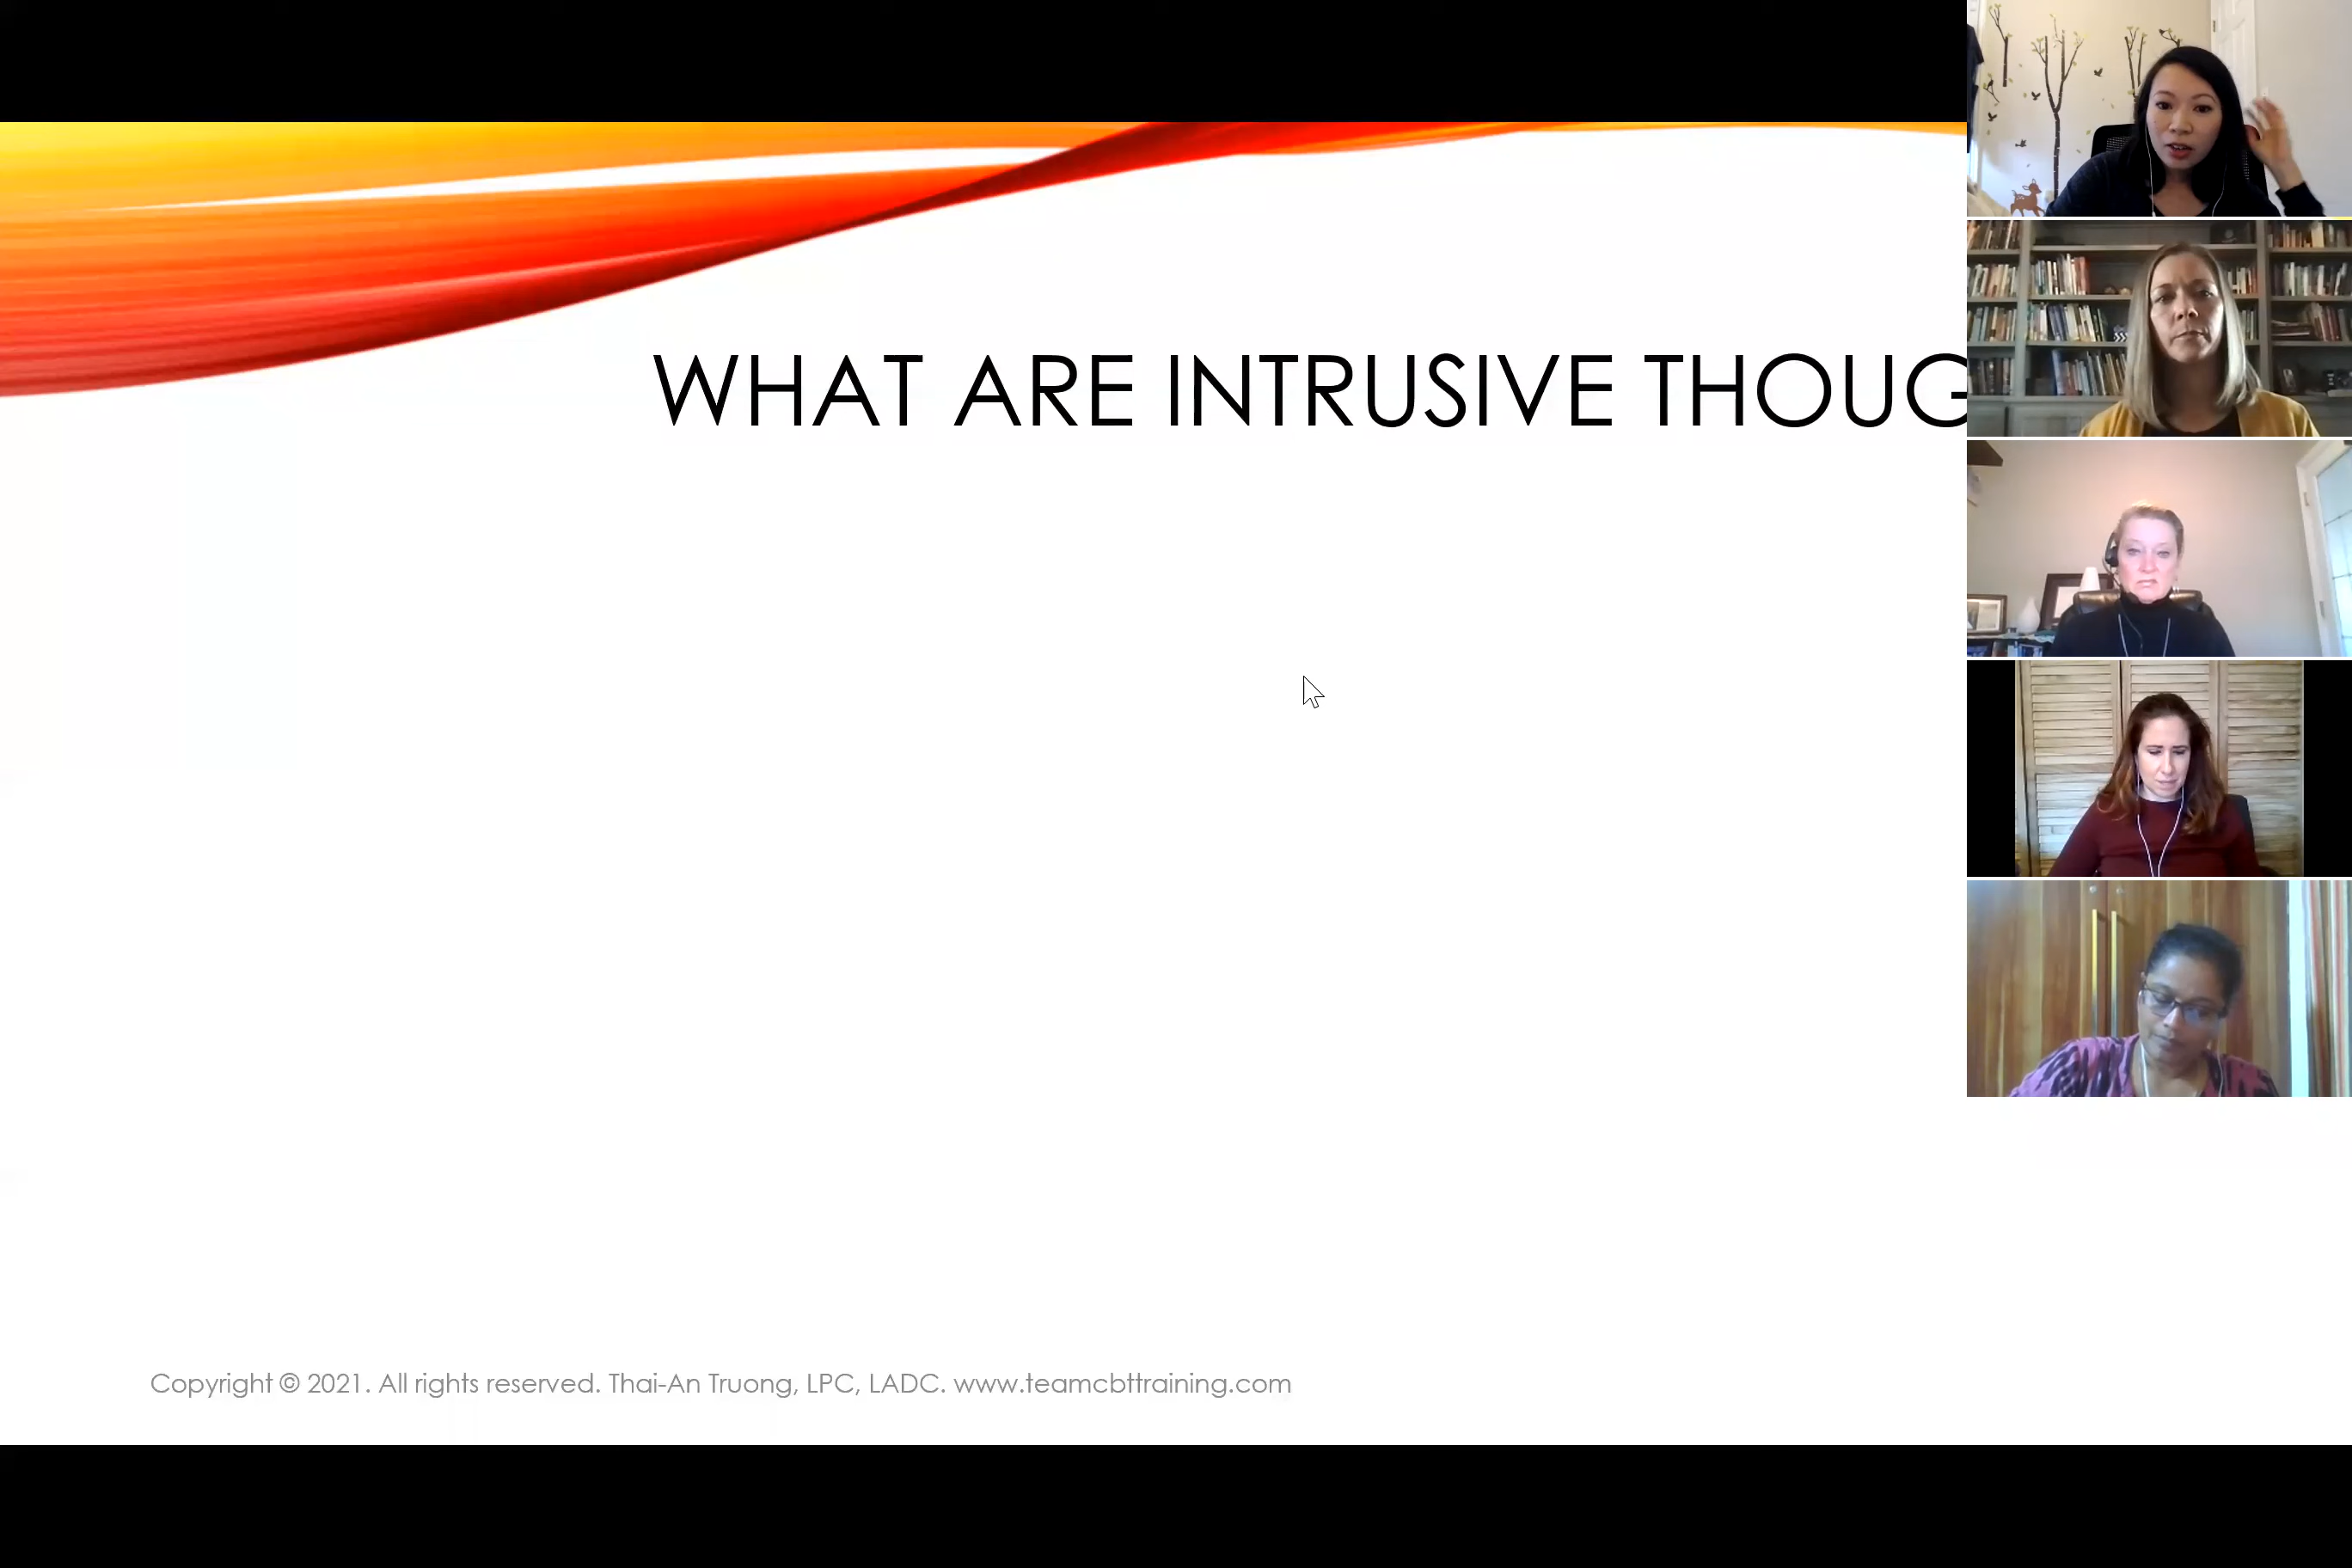 WHAT ARE INTRUSIVE THOUG
Copyright © 2021. All rights reserved. Thai-An Truong, LPC, LADC. www.teamcbttraining.com